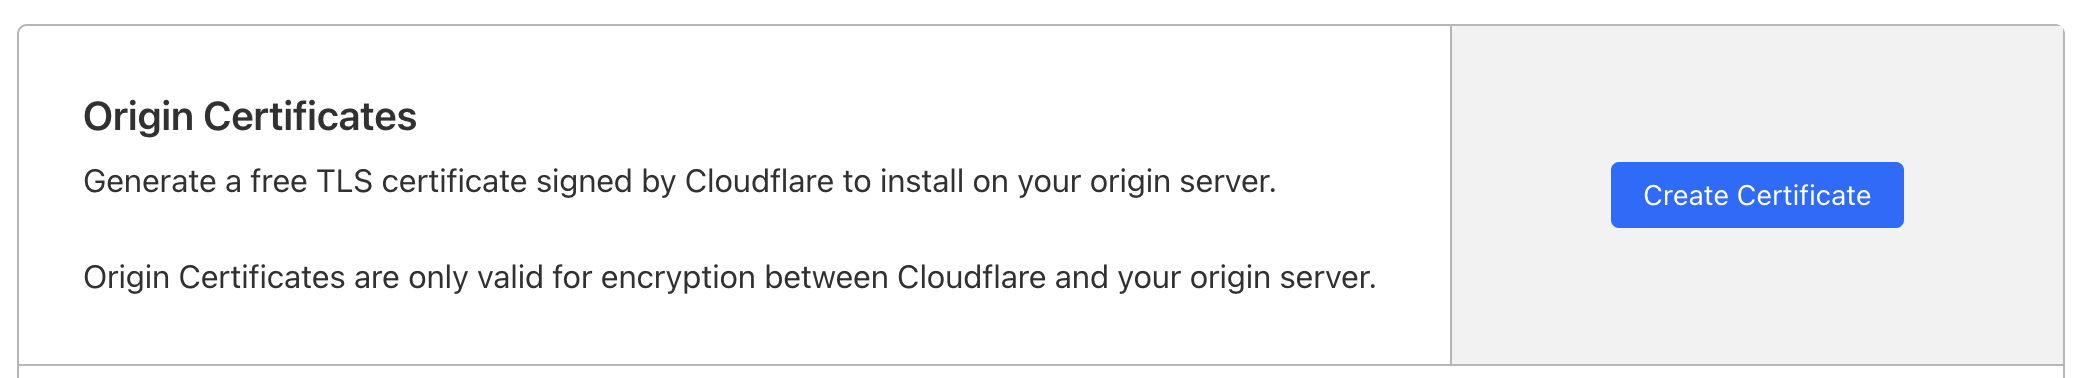 Origin Certificates
Generate a free TLS certificate signed by Cloudflare to install on your origin server.
Create Certificate
Origin Certificates are only valid for encryption between Cloudflare and your origin server.